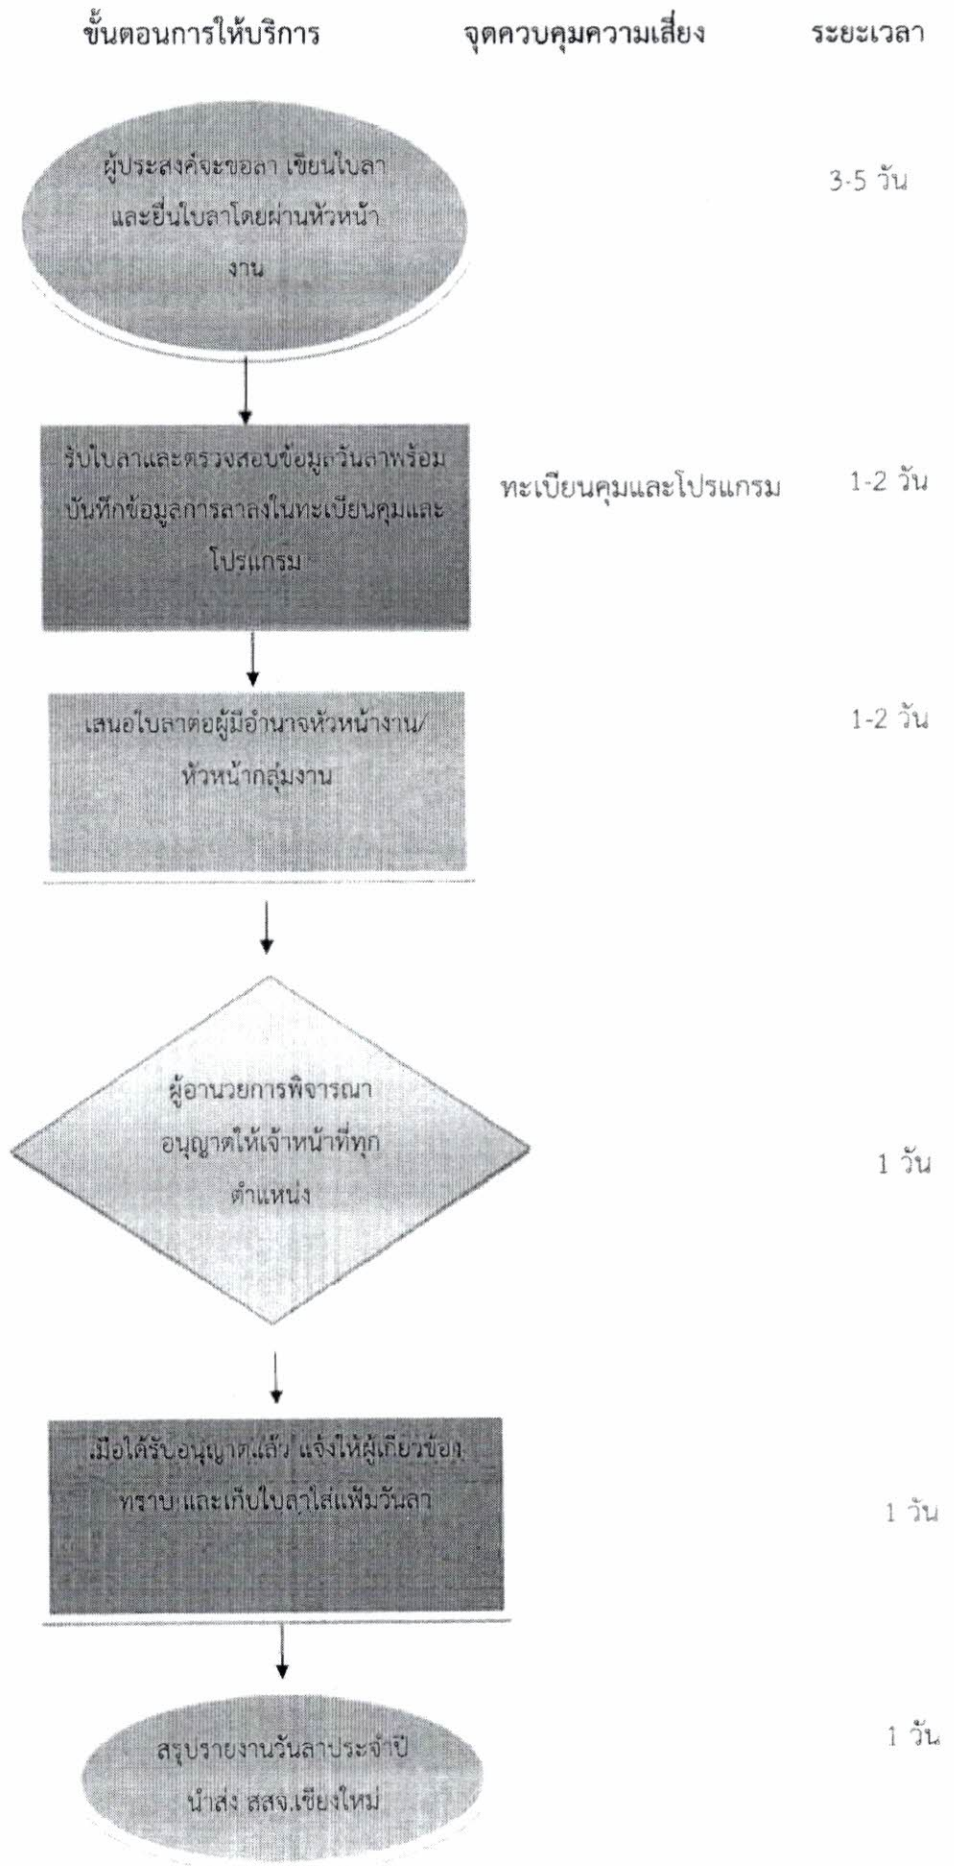 ขั้นตอนการให้บริการ จุดควบคุมความเสี่ยง ระยะเวลา
ผู้ประสงค์จะขอลา เขียนใบลา
และยื่นใบลาโดยผ่านหัวหน้า
งาน
3-5 วัน
รับใบลาและตรวจสอบข้อมูลวันลาพร้อม
บันทึกข้อมูลการลาลงในทะเบียนคุมและ
โปรแกรม
ทะเบียนคุมและโปรแกรม 1-2 วัน
เสนอใบลาต่อผู้มีอำนาจหัวหน้างาน/
หัวหน้ากลุ่มงาน
1-2 วัน
ผู้อานวยการพิจารณา
อนุญาตให้เจ้าหน้าที่ทุก
ตำแหน่ง
1 วัน
เมื่อได้รับอนุญาตแล้ว แจ้งให้ผู้เกี่ยวข้อง
ทราบ และเก็บใบลาใส่แฟ้มวันลา
1 วัน
สรุปรายงานวันลาประจำปี
นำส่ง สสจ.เชียงใหม่
1 วัน